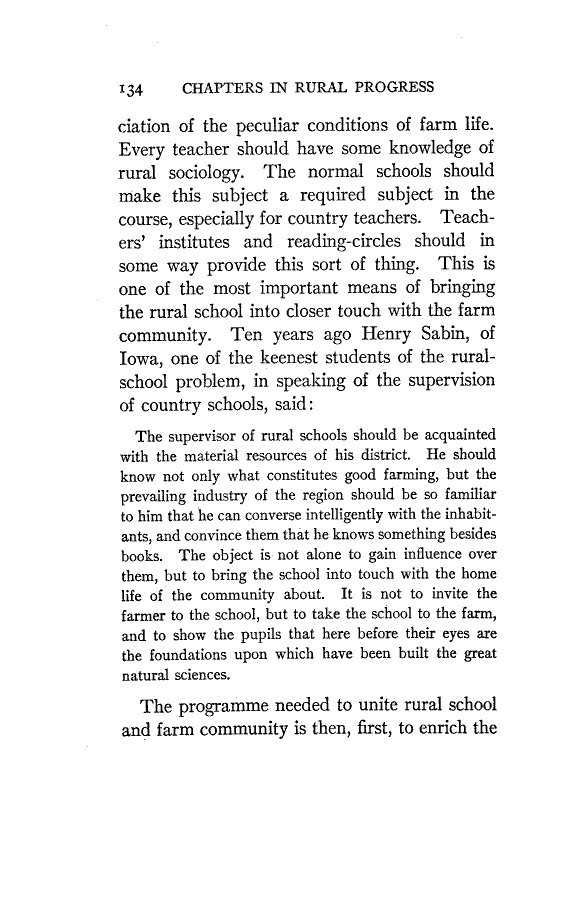 134 CHAPTERS IN RURAL PROGRESS
ciation of the peculiar conditions of farm life.
Every teacher should have some knowledge of
rural sociology. The normal schools should
make this subject a required subject in the
course, especially for country teachers. Teach-
ers' institutes and reading-circles should in
some way provide this sort of thing. This is
one of the most important means of bringing
the rural school into closer touch with the farm
community. Ten years ago Henry Sabin, of
Iowa, one of the keenest students of the rural-
school problem, in speaking of the supervision
of country schools, said:
The supervisor of rural schools should be acquainted
with the material resources of his district. He should
know not only what constitutes good farming, but the
prevailing industry of the region should be so familiar
to him that he can converse intelligently with the inhabit-
ants, and convince them that he knows something besides
books. The object is not alone to gain influence over
them, but to bring the school into touch with the home
life of the community about. It is not to invite the
farmer to the school, but to take the school to the farm,
and to show the pupils that here before their eyes are
the foundations upon which have been built the great
natural sciences.
The programme needed to unite rural school
and farm community is then, first, to enrich the